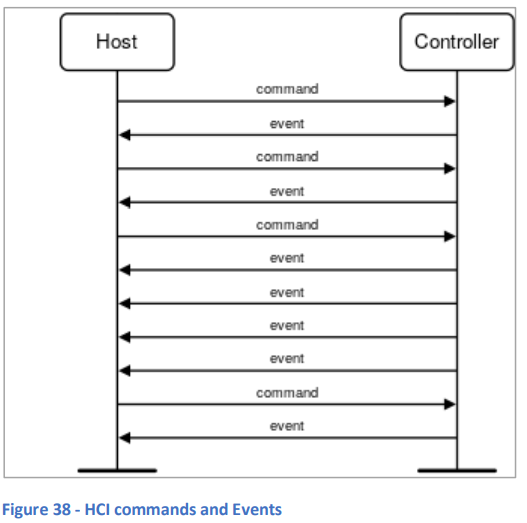 Host
Controller
command
event
command
event
command
event
event
event
event
command
event
Figure 38 - HCI commands and Events